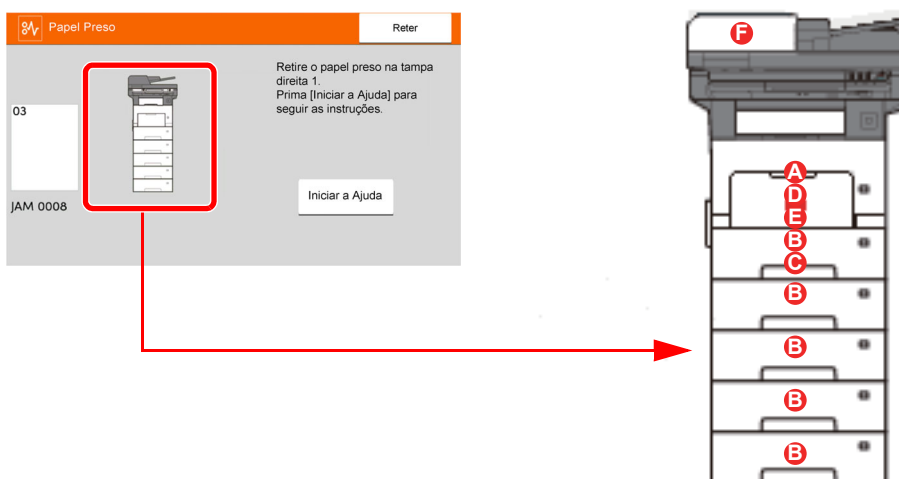 Papel Preso
Reter
Retire o papel preso na tampa
direita 1.
Prima [Iniciar a Ajuda] para
seguir as instruções.
03
JAM 0008
Iniciar a Ajuda
F
A
D
E
B
C
B
B
B
B